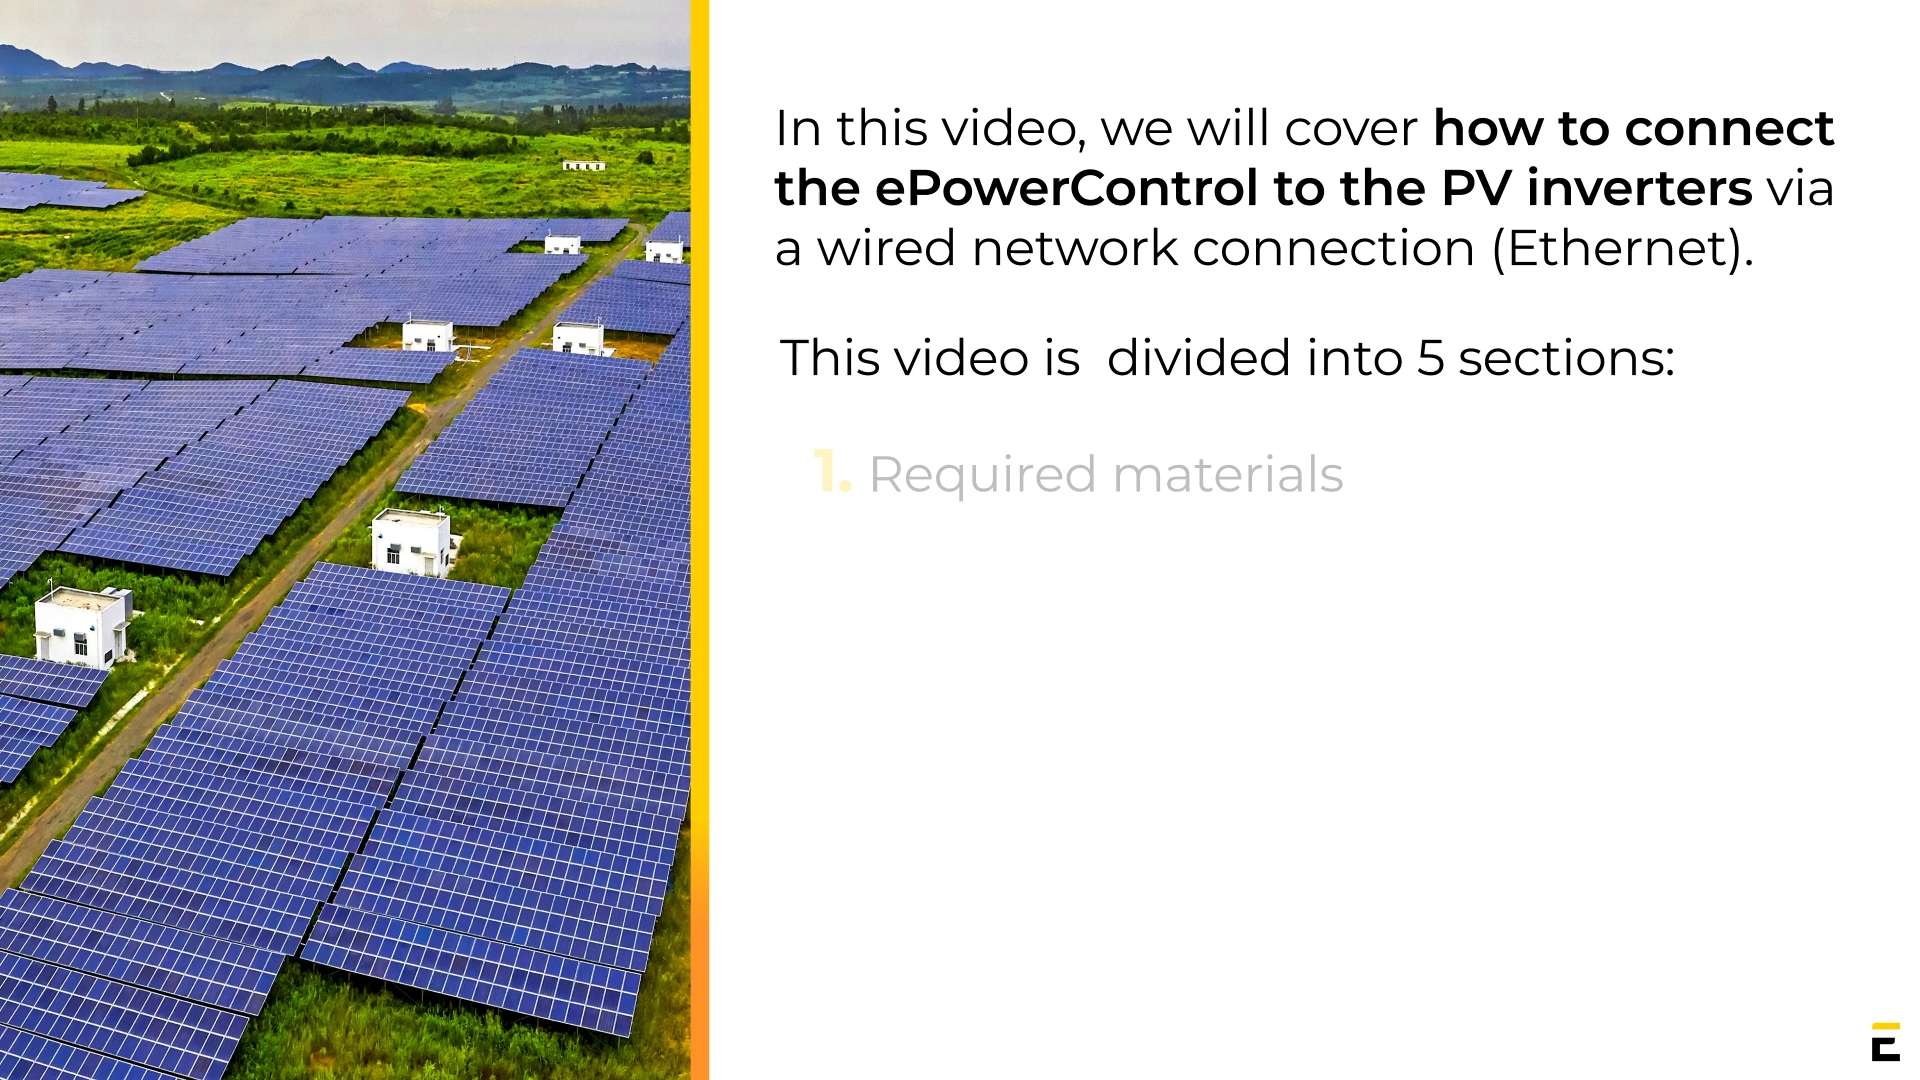 In this video, we will cover how to connect
the ePowerControl to the PV inverters via
a wired network connection (Ethernet).
This video is  divided into 5 sections:
1. Required materials